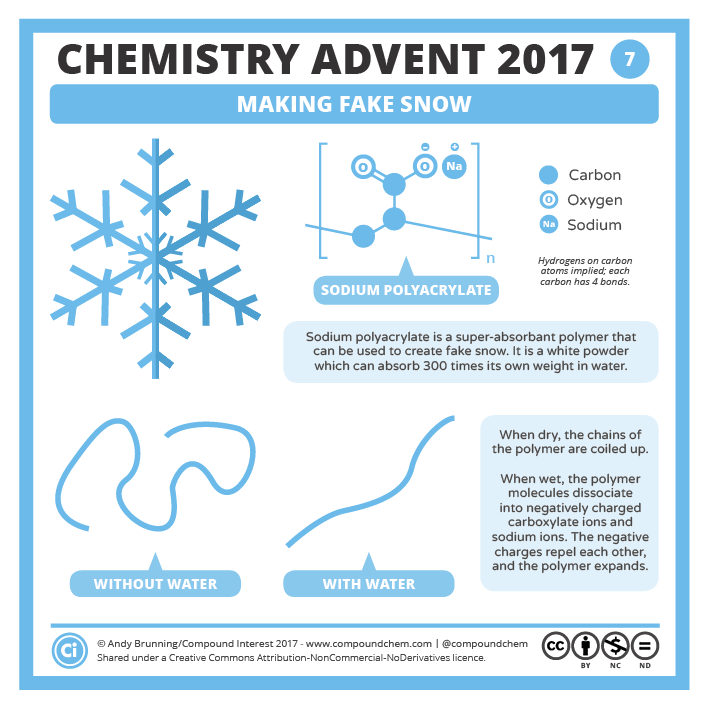 CHEMISTRY ADVENT 2017
7
MAKING FAKE SNOW
O
O
Na
n
SODIUM POLYACRYLATE
Carbon
O Oxygen
Na Sodium
Hydrogens on carbon
atoms implied; each
carbon has 4 bonds.
Sodium polyacrylate is a super-absorbant polymer that
can be used to create fake snow. It is a white powder
which can absorb 300 times its own weight in water.
WITHOUT WATER
WITH WATER
When dry, the chains of
the polymer are coiled up.
When wet, the polymer
molecules dissociate
into negatively charged
carboxylate ions and
sodium ions. The negative
charges repel each other,
and the polymer expands.
Ci
© Andy Brunning/Compound Interest 2017 - www.compoundchem.com | @compoundchem
Shared under a Creative Commons Attribution-NonCommercial-NoDerivatives licence.
CC
BY
NC
ND